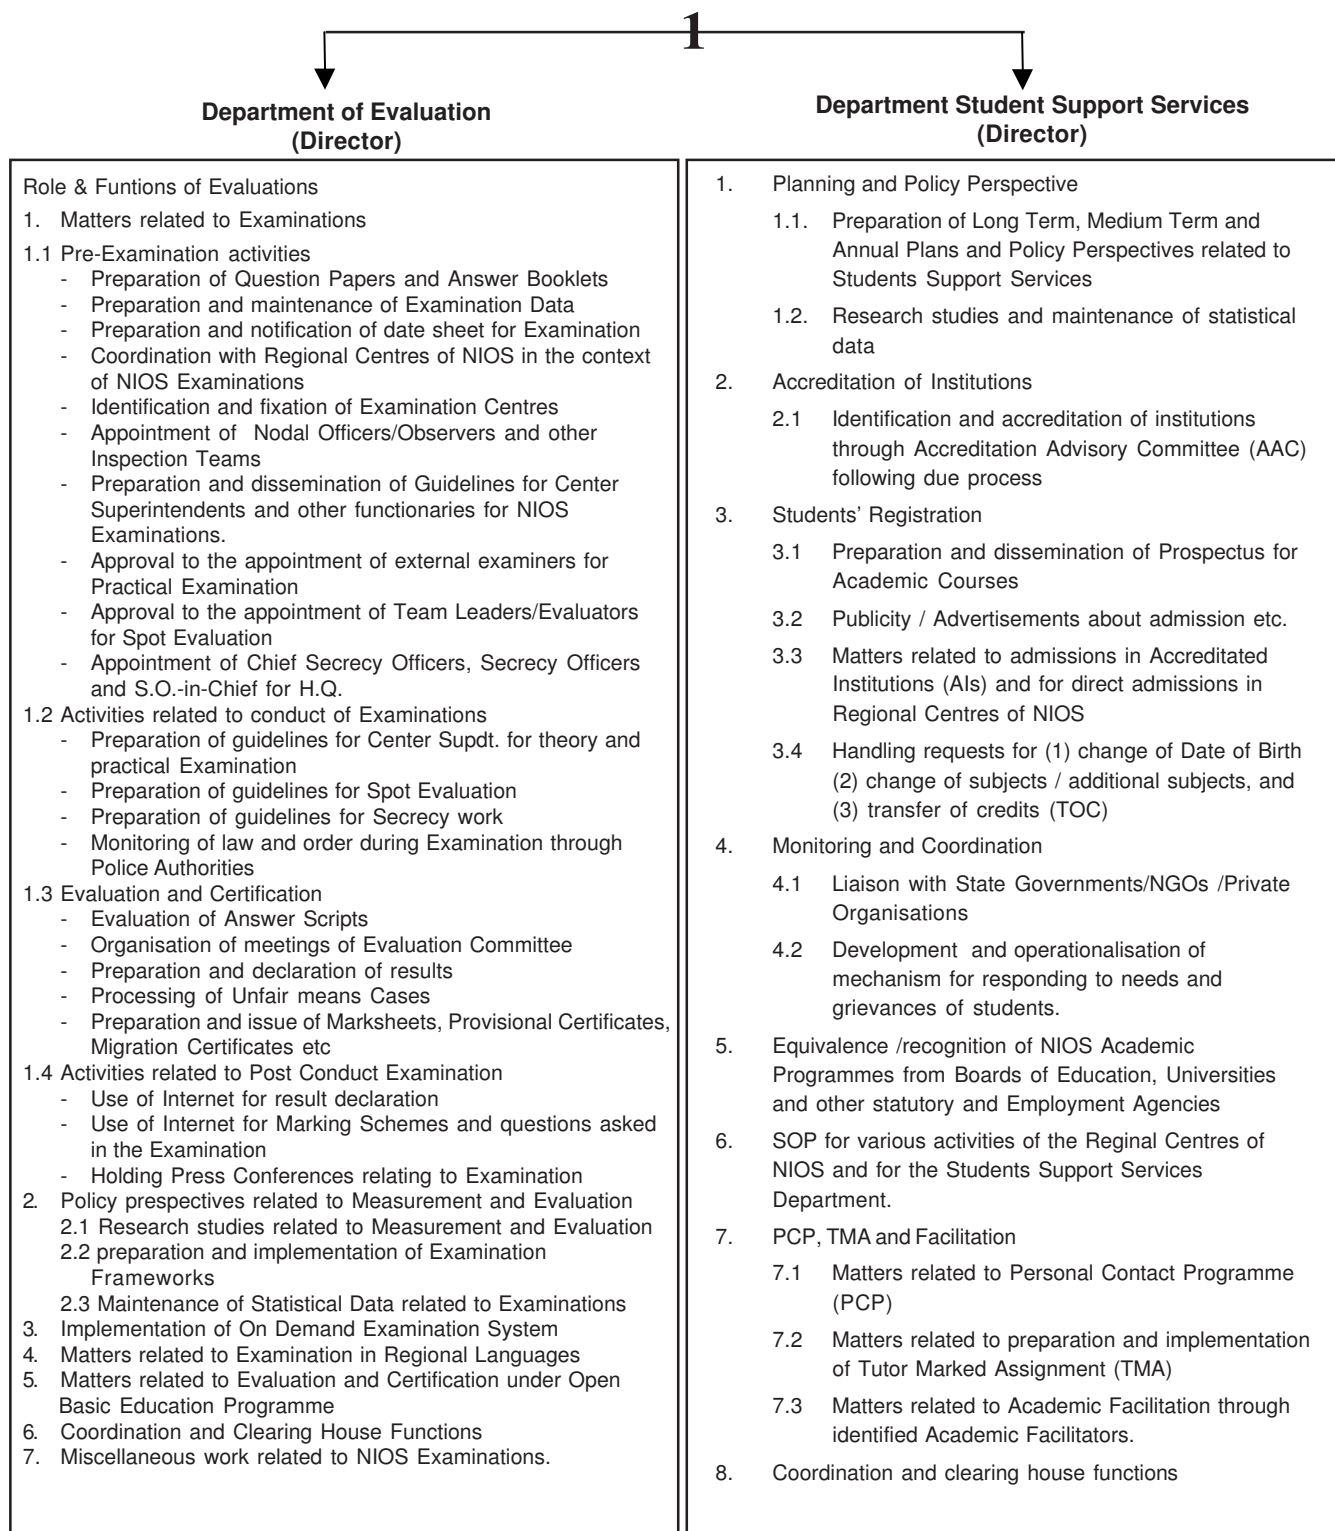 1
Department of Evaluation
(Director)
Role & Funtions of Evaluations
1. Matters related to Examinations
1.1 Pre-Examination activities
- Preparation of Question Papers and Answer Booklets
- Preparation and maintenance of Examination Data
- Preparation and notification of date sheet for Examination
- Coordination with Regional Centres of NIOS in the context
of NIOS Examinations
- Identification and fixation of Examination Centres
- Appointment of Nodal Officers/Observers and other
Inspection Teams
- Preparation and dissemination of Guidelines for Center
Superintendents and other functionaries for NIOS
Examinations.
- Approval to the appointment of external examiners for
Practical Examination
- Approval to the appointment of Team Leaders/Evaluators
for Spot Evaluation
- Appointment of Chief Secrecy Officers, Secrecy Officers
and S.O.-in-Chief for H.Q.
1.2 Activities related to conduct of Examinations
- Preparation of guidelines for Center Supdt. for theory and
practical Examination
- Preparation of guidelines for Spot Evaluation
- Preparation of guidelines for Secrecy work
- Monitoring of law and order during Examination through
Police Authorities
1.3 Evaluation and Certification
- Evaluation of Answer Scripts
- Organisation of meetings of Evaluation Committee
- Preparation and declaration of results
- Processing of Unfair means Cases
- Preparation and issue of Marksheets, Provisional Certificates,
Migration Certificates etc
1.4 Activities related to Post Conduct Examination
- Use of Internet for result declaration
- Use of Internet for Marking Schemes and questions asked
in the Examination
- Holding Press Conferences relating to Examination
2. Policy prespectives related to Measurement and Evaluation
2.1 Research studies related to Measurement and Evaluation
2.2 preparation and implementation of Examination
Frameworks
2.3 Maintenance of Statistical Data related to Examinations
3. Implementation of On Demand Examination System
4. Matters related to Examination in Regional Languages
5. Matters related to Evaluation and Certification under Open
Basic Education Programme
6. Coordination and Clearing House Functions
7. Miscellaneous work related to NIOS Examinations.
Department Student Support Services
(Director)
1. Planning and Policy Perspective
1.1. Preparation of Long Term, Medium Term and
Annual Plans and Policy Perspectives related to
Students Support Services
1.2. Research studies and maintenance of statistical
data
2. Accreditation of Institutions
2.1 Identification and accreditation of institutions
through Accreditation Advisory Committee (AAC)
following due process
3. Students' Registration
3.1 Preparation and dissemination of Prospectus for
Academic Courses
3.2 Publicity / Advertisements about admission etc.
3.3 Matters related to admissions in Accreditated
Institutions (AIs) and for direct admissions in
Regional Centres of NIOS
3.4 Handling requests for (1) change of Date of Birth
(2) change of subjects / additional subjects, and
(3) transfer of credits (TOC)
4. Monitoring and Coordination
4.1 Liaison with State Governments/NGOs /Private
Organisations
4.2 Development and operationalisation of
mechanism for responding to needs and
grievances of students.
5. Equivalence /recognition of NIOS Academic
Programmes from Boards of Education, Universities
and other statutory and Employment Agencies
6. SOP for various activities of the Reginal Centres of
NIOS and for the Students Support Services
Department.
7. PCP, TMA and Facilitation
7.1 Matters related to Personal Contact Programme
(PCP)
7.2 Matters related to preparation and implementation
of Tutor Marked Assignment (TMA)
7.3 Matters related to Academic Facilitation through
identified Academic Facilitators.
8. Coordination and clearing house functions